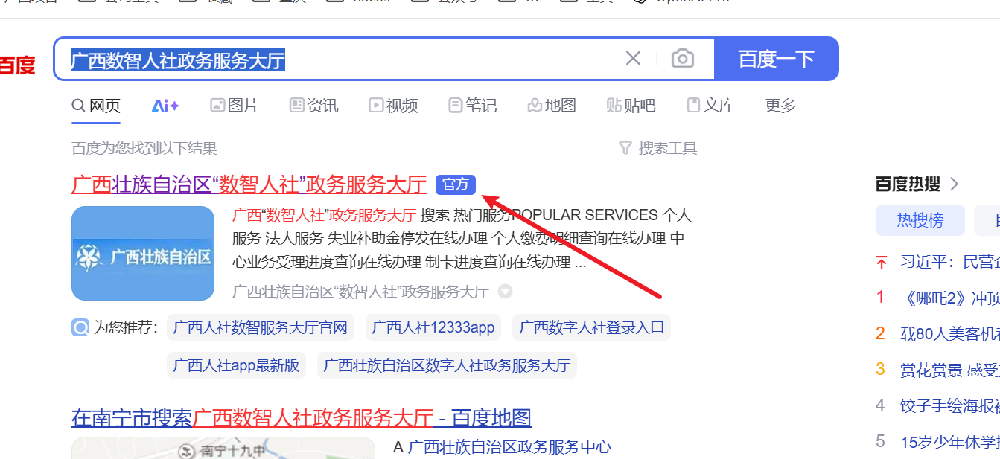 百度
广西数智人社政务服务大厅
百度一下
网页 Ai 图片 资讯 视频 笔记 地图 贴吧 文库 更多
百度为您找到以下结果
搜索工具
广西壮族自治区“数智人社”政务服务大厅 官方
广西壮族自治区
广西“数智人社”政务服务大厅 搜索 热门服务POPULAR SERVICES 个人
服务 法人服务 失业补助金停发在线办理 个人缴费明细查询在线办理 中
心业务受理进度查询在线办理 制卡进度查询在线办理 ...
广西壮族自治区“数智人社”政务服务大厅
为您推荐：
广西人社数智服务大厅官网
广西人社12333app
广西数字人社登录入口
广西人社app最新版
广西壮族自治区数字人社政务服务大厅
在南宁市搜索广西数智人社政务服务大厅 - 百度地图
南宁十九中
A 广西壮族自治区政务服务中心
百度热搜
热搜榜
习近平：民营
1 《哪吒2》冲顶
2 载80人美客机
3 赏花赏景 感受
4 饺子手绘海报
5 15岁少年休学